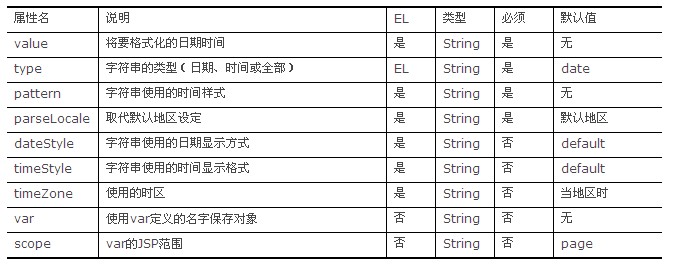 属性名 说明 EL 类型 必须 默认值
value 将要格式化的日期时间 是 String 是 无
type 字符串的类型（日期、时间或全部） EL String 是 date
pattern 字符串使用的时间样式 是 String 是 无
parseLocale 取代默认地区设定 是 String 是 默认地区
dateStyle 字符串使用的日期显示方式 是 String 否 default
timeStyle 字符串使用的时间显示格式 是 String 否 default
timeZone 使用的时区 是 String 否 当地区时
var 使用var定义的名字保存对象 否 String 否 无
scope var的JSP范围 否 String 否 page